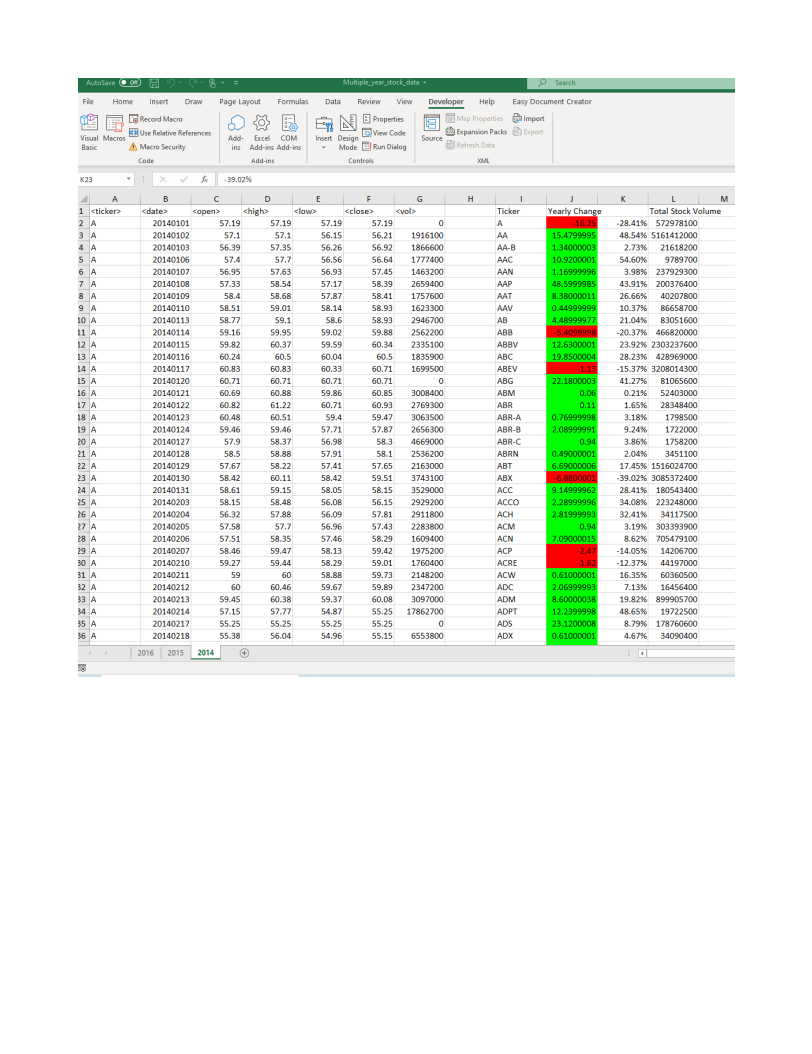 AutoSave Off Multiple_year_stock_data Search
File Home Insert Draw Page Layout Formulas Data Review View Developer Help Easy Document Creator
Visual Basic Macros Record Macro Use Relative References Macro Security Add-ins Excel Add-ins COM Add-ins Insert Design Mode Properties View Code Run Dialog Source Map Properties Expansion Packs Refresh Data Import Export
Code Add-ins Controls XML
K23 fx -39.02%
A B C D E F G H I J K L M
1 <ticker> <date> <open> <high> <low> <close> <vol> Ticker Yearly Change Total Stock Volume
2 A 20140101 57.19 57.19 57.19 57.19 0 A -16.25 -28.41% 572978100
3 A 20140102 57.1 57.1 56.15 56.21 1916100 AA 15.4799995 48.54% 5161412000
4 A 20140103 56.39 57.35 56.26 56.92 1866600 AA-B 1.34000003 2.73% 21618200
5 A 20140106 57.4 57.7 56.56 56.64 1777400 AAC 10.9200001 54.60% 9789700
6 A 20140107 56.95 57.63 56.93 57.45 1463200 AAN 1.16999996 3.98% 237929300
7 A 20140108 57.33 58.54 57.17 58.39 2659400 AAP 48.5999985 43.91% 200376400
8 A 20140109 58.4 58.68 57.87 58.41 1757600 AAT 8.38000011 26.66% 40207800
9 A 20140110 58.51 59.01 58.14 58.93 1623300 AAV 0.44999999 10.37% 86658700
10 A 20140113 58.77 59.1 58.6 58.93 2946700 AB 4.48999977 21.04% 83051600
11 A 20140114 59.16 59.95 59.02 59.88 2562200 ABB -5.4099998 -20.37% 466820000
12 A 20140115 59.82 60.37 59.59 60.34 2335100 ABBV 12.6300001 23.92% 2303237600
13 A 20140116 60.24 60.5 60.04 60.5 1835900 ABC 19.8500004 28.23% 428969000
14 A 20140117 60.83 60.83 60.33 60.71 1699500 ABEV -1.13 -15.37% 3208014300
15 A 20140120 60.71 60.71 60.71 60.71 0 ABG 22.1800003 41.27% 81065600
16 A 20140121 60.69 60.88 59.86 60.85 3008400 ABM 0.06 0.21% 52403000
17 A 20140122 60.82 61.22 60.71 60.93 2769300 ABR 0.11 1.65% 28348400
18 A 20140123 60.48 60.51 59.4 59.47 3063500 ABR-A 0.76999998 3.18% 1798500
19 A 20140124 59.46 59.46 57.71 57.87 2656300 ABR-B 2.08999991 9.24% 1722000
20 A 20140127 57.9 58.37 56.98 58.3 4669000 ABR-C 0.94 3.86% 1758200
21 A 20140128 58.5 58.88 57.91 58.1 2536200 ABRN 0.49000001 2.04% 3451100
22 A 20140129 57.67 58.22 57.41 57.65 2163000 ABT 6.69000006 17.45% 1516024700
23 A 20140130 58.42 60.11 58.42 59.51 3743100 ABX -39.02% 3085372400
24 A 20140131 58.61 59.15 58.05 58.15 3529000 ACC 9.14999962 28.41% 180543400
25 A 20140203 58.15 58.48 56.08 56.15 2929200 ACCO 2.28999996 34.08% 223248000
26 A 20140204 56.32 57.88 56.09 57.81 2911800 ACH 2.81999993 32.41% 34117500
27 A 20140205 57.58 57.7 56.96 57.43 2283800 ACM 0.94 3.19% 303393900
28 A 20140206 57.51 58.35 57.46 58.29 1609400 ACN 7.09000015 8.62% 705479100
29 A 20140207 58.46 59.47 58.13 59.42 1975200 ACP -2.47 -14.05% 14206700
30 A 20140210 59.27 59.44 58.29 59.01 1760400 ACRE -1.62 -12.37% 44197000
31 A 20140211 59 60 58.88 59.73 2148200 ACW 0.61000001 16.35% 60360500
32 A 20140212 60 60.46 59.67 59.89 2347200 ADC 2.06999993 7.13% 16456400
33 A 20140213 59.45 60.38 59.37 60.08 3097000 ADM 8.60000038 19.82% 899905700
34 A 20140214 57.15 57.77 54.87 55.25 17862700 ADPT 12.2399998 48.65% 19722500
35 A 20140217 55.25 55.25 55.25 55.25 0 ADS 23.1200008 8.79% 178760600
36 A 20140218 55.38 56.04 54.96 55.15 6553800 ADX 0.61000001 4.67% 34090400
2016 2015 2014